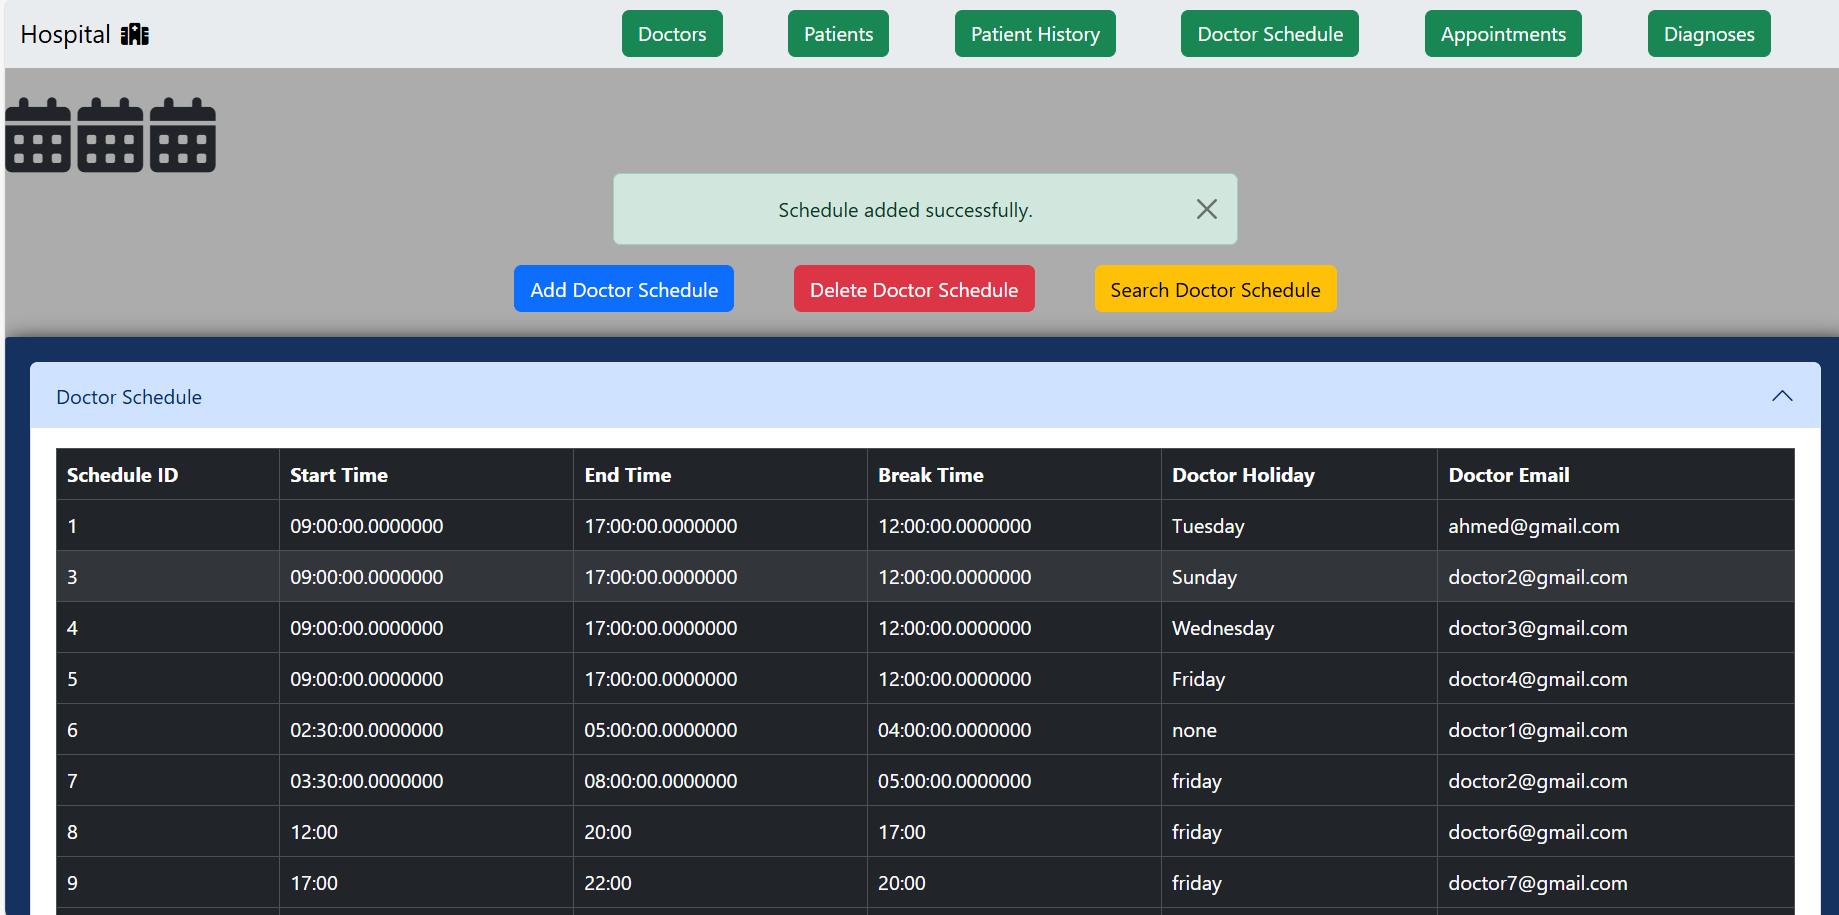 Hospital
Doctors
Patients
Patient History
Doctor Schedule
Appointments
Diagnoses
Schedule added successfully.
Add Doctor Schedule
Delete Doctor Schedule
Search Doctor Schedule
Doctor Schedule
Schedule ID Start Time End Time Break Time Doctor Holiday Doctor Email
1 09:00:00.0000000 17:00:00.0000000 12:00:00.0000000 Tuesday ahmed@gmail.com
3 09:00:00.0000000 17:00:00.0000000 12:00:00.0000000 Sunday doctor2@gmail.com
4 09:00:00.0000000 17:00:00.0000000 12:00:00.0000000 Wednesday doctor3@gmail.com
5 09:00:00.0000000 17:00:00.0000000 12:00:00.0000000 Friday doctor4@gmail.com
6 02:30:00.0000000 05:00:00.0000000 04:00:00.0000000 none doctor1@gmail.com
7 03:30:00.0000000 08:00:00.0000000 05:00:00.0000000 friday doctor2@gmail.com
8 12:00 20:00 17:00 friday doctor6@gmail.com
9 17:00 22:00 20:00 friday doctor7@gmail.com